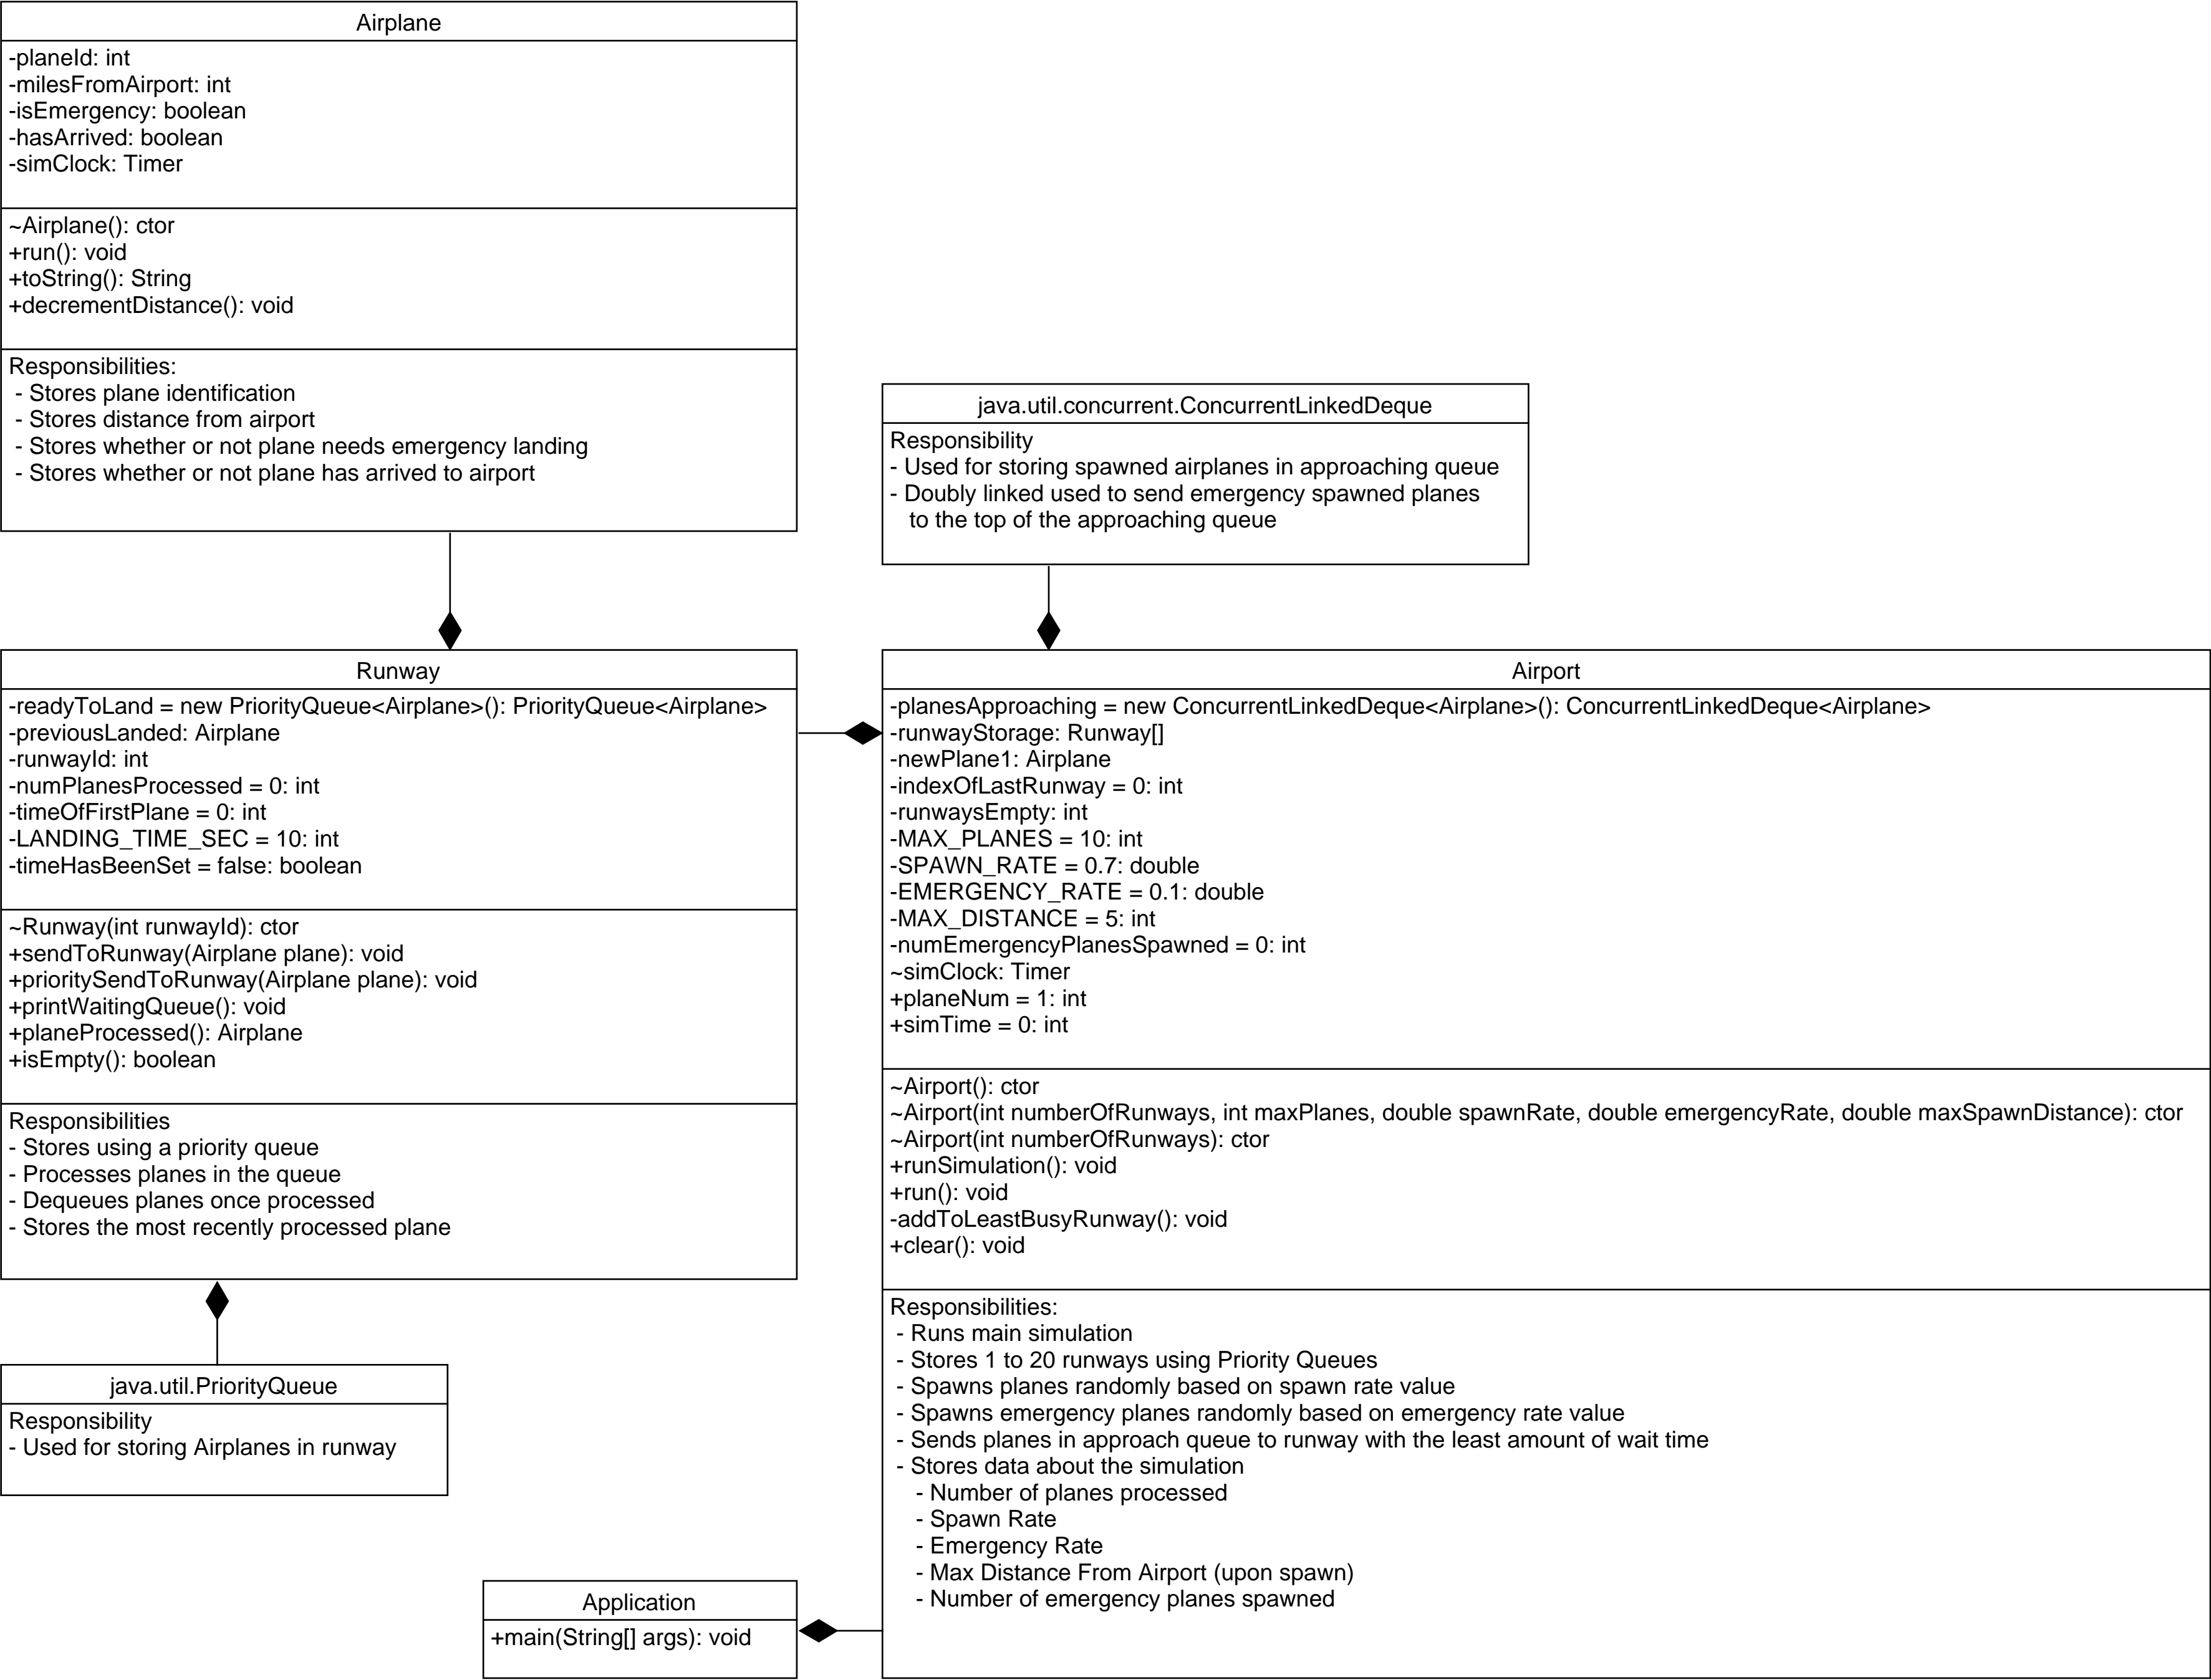 Airplane
-planeId: int
-milesFromAirport: int
-isEmergency: boolean
-hasArrived: boolean
-simClock: Timer
~Airplane(): ctor
+run(): void
+toString(): String
+decrementDistance(): void
Responsibilities:
- Stores plane identification
- Stores distance from airport
- Stores whether or not plane needs emergency landing
- Stores whether or not plane has arrived to airport
java.util.concurrent.ConcurrentLinkedDeque
Responsibility
- Used for storing spawned airplanes in approaching queue
- Doubly linked used to send emergency spawned planes
to the top of the approaching queue
Runway
-readyToLand = new PriorityQueue<Airplane>(): PriorityQueue<Airplane>
-previousLanded: Airplane
-runwayId: int
-numPlanesProcessed = 0: int
-timeOfFirstPlane = 0: int
-LANDING_TIME_SEC = 10: int
-timeHasBeenSet = false: boolean
~Runway(int runwayId): ctor
+sendToRunway(Airplane plane): void
+prioritySendToRunway(Airplane plane): void
+printWaitingQueue(): void
+planeProcessed(): Airplane
+isEmpty(): boolean
Responsibilities
- Stores using a priority queue
- Processes planes in the queue
- Dequeues planes once processed
- Stores the most recently processed plane
Airport
-planesApproaching = new ConcurrentLinkedDeque<Airplane>(): ConcurrentLinkedDeque<Airplane>
-runwayStorage: Runway[]
-newPlane1: Airplane
-indexOfLastRunway = 0: int
-runwaysEmpty: int
-MAX_PLANES = 10: int
-SPAWN_RATE = 0.7: double
-EMERGENCY_RATE = 0.1: double
-MAX_DISTANCE = 5: int
-numEmergencyPlanesSpawned = 0: int
~simClock: Timer
+planeNum = 1: int
+simTime = 0: int
~Airport(): ctor
~Airport(int numberOfRunways, int maxPlanes, double spawnRate, double emergencyRate, double maxSpawnDistance): ctor
~Airport(int numberOfRunways): ctor
+runSimulation(): void
+run(): void
-addToLeastBusyRunway(): void
+clear(): void
Responsibilities:
- Runs main simulation
- Stores 1 to 20 runways using Priority Queues
- Spawns planes randomly based on spawn rate value
- Spawns emergency planes randomly based on emergency rate value
- Sends planes in approach queue to runway with the least amount of wait time
- Stores data about the simulation
- Number of planes processed
- Spawn Rate
- Emergency Rate
- Max Distance From Airport (upon spawn)
- Number of emergency planes spawned
java.util.PriorityQueue
Responsibility
- Used for storing Airplanes in runway
Application
+main(String[] args): void